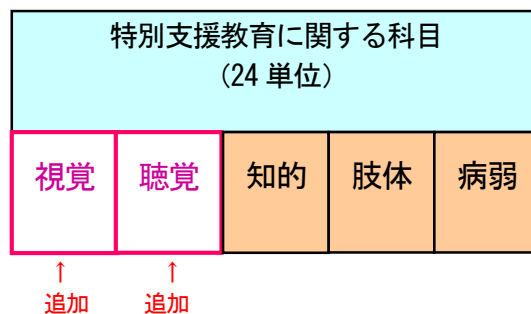 特別支援教育に関する科目
（24 単位）
視覚 聴覚 知的 肢体 病弱
↑ ↑
追加 追加